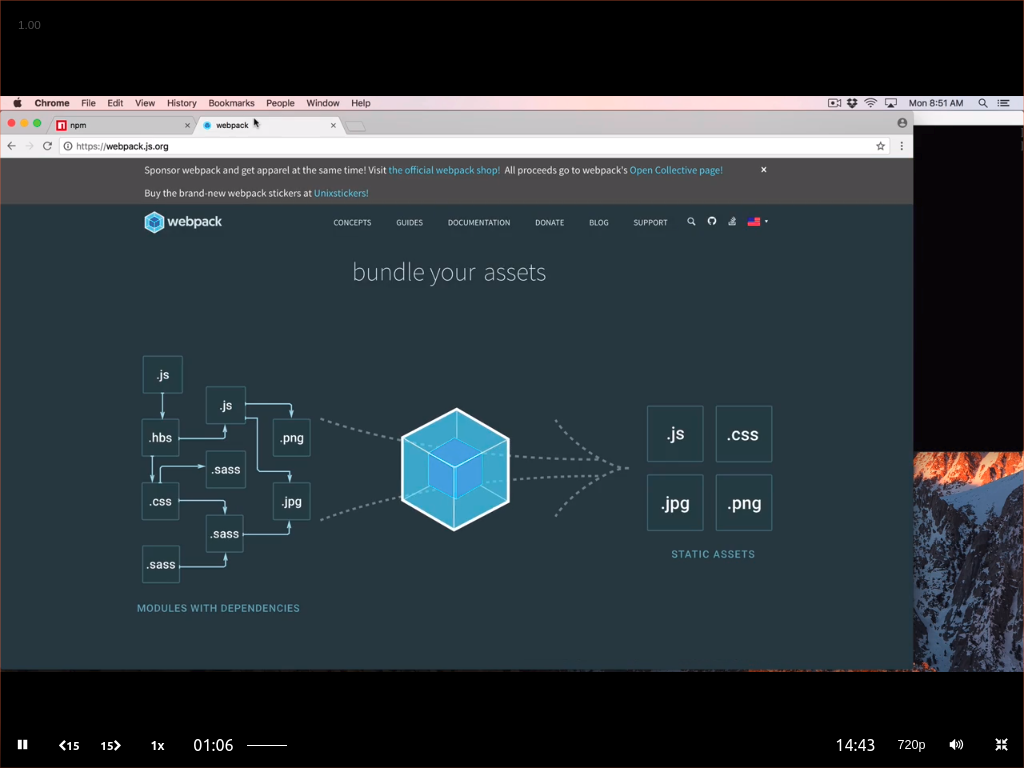 1.00
Chrome File Edit View History Bookmarks People Window Help Mon 8:51 AM
npm × webpack ×
https://webpack.js.org
Sponsor webpack and get apparel at the same time! Visit the official webpack shop! All proceeds go to webpack's Open Collective page! ×
Buy the brand-new webpack stickers at Unixstickers!
webpack CONCEPTS GUIDES DOCUMENTATION DONATE BLOG SUPPORT
bundle your assets
.js
.js
.hbs
.png
.sass
.css
.jpg
.sass
.sass
MODULES WITH DEPENDENCIES
.js .css
.jpg .png
STATIC ASSETS
15 15 1x 01:06 14:43 720p